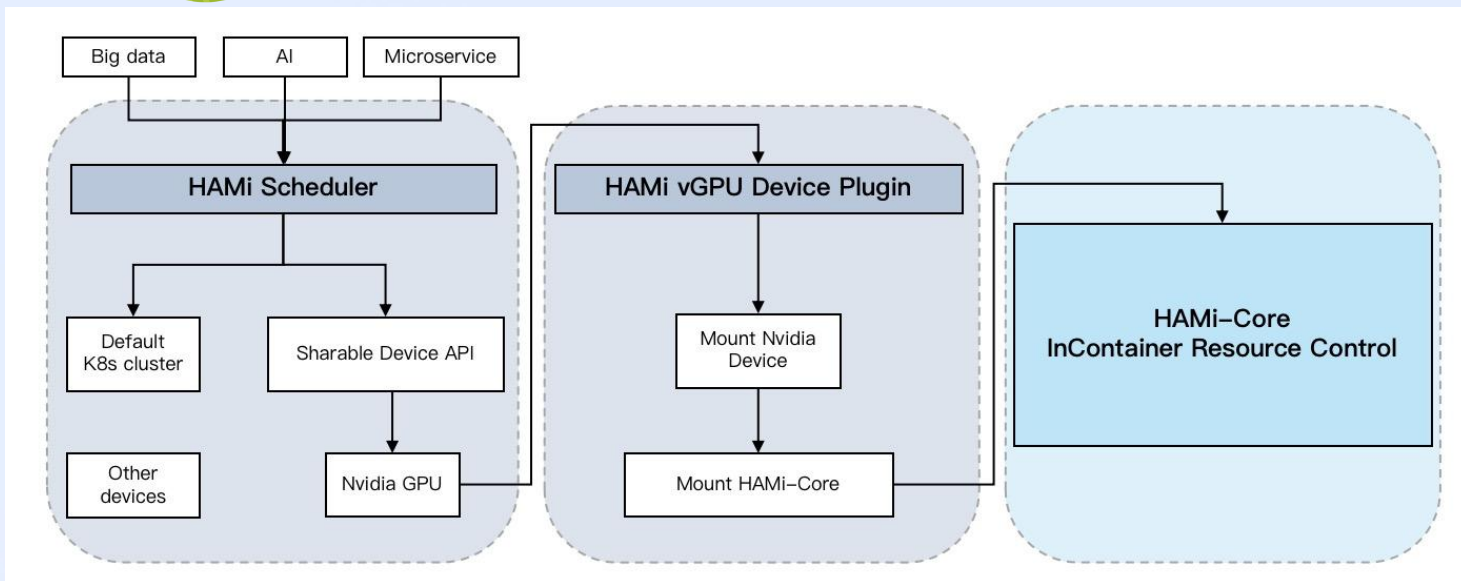 Big data
AI
Microservice
HAMi Scheduler
Default
K8s cluster
Sharable Device API
Other
devices
Nvidia GPU
HAMi vGPU Device Plugin
Mount Nvidia
Device
Mount HAMi-Core
HAMi-Core
InContainer Resource Control